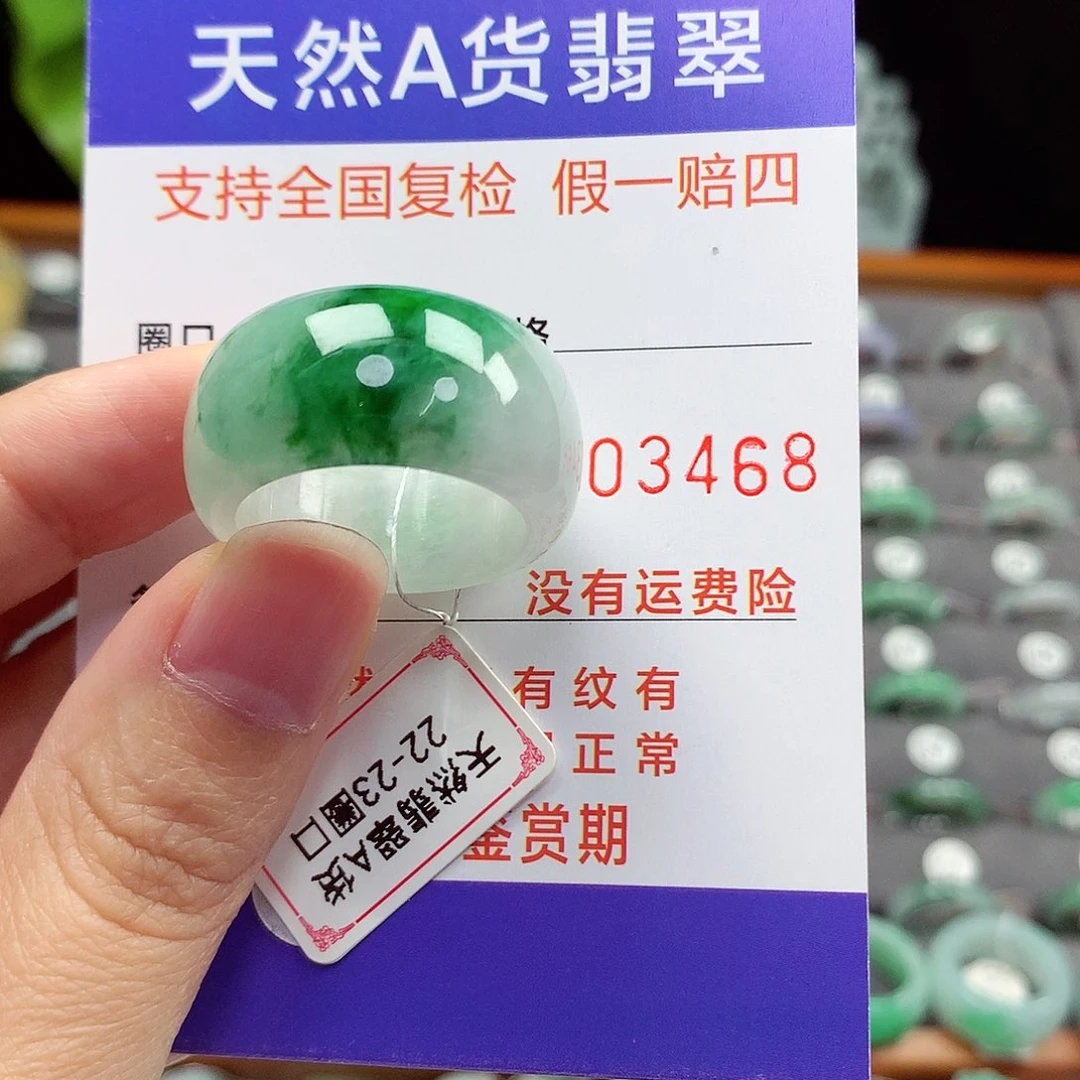 天然A货翡翠
支持全国复检 假一赔四
圈口
格
03468
没有运费险
有纹有
正常
鉴赏期
天然翡翠A货
22-23圈口